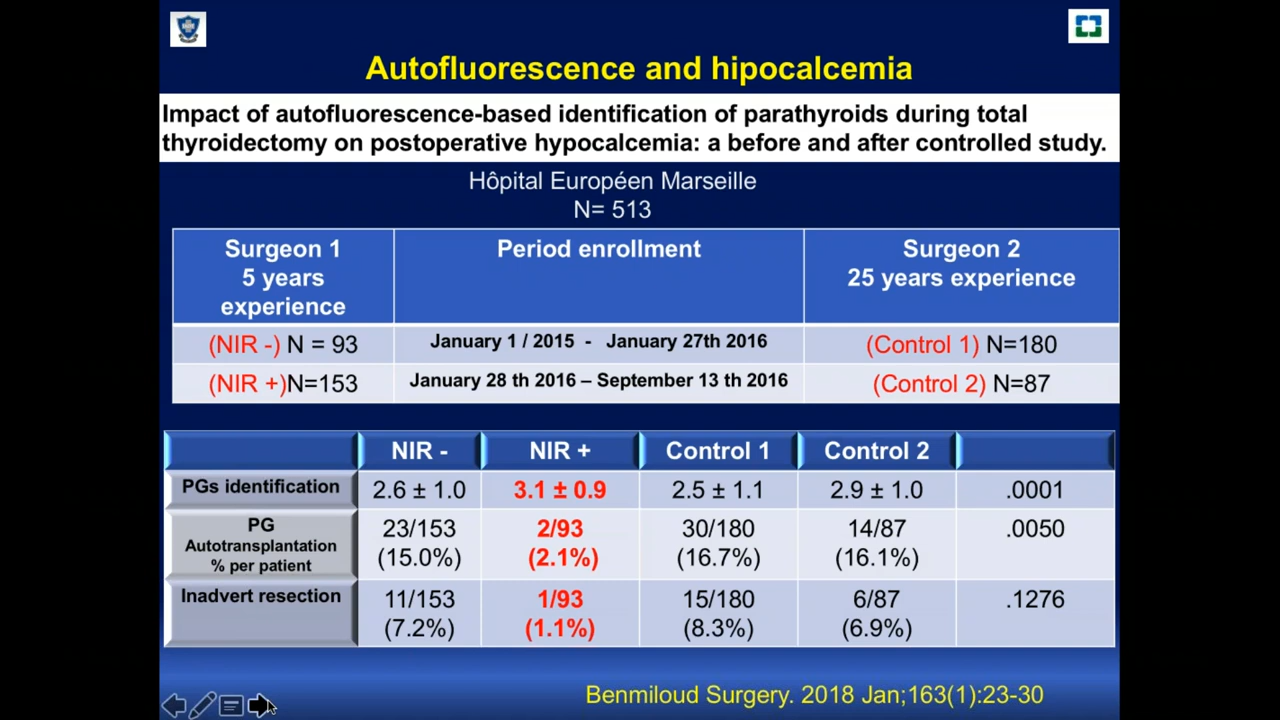 Autofluorescence and hipocalcemia
Impact of autofluorescence-based identification of parathyroids during total
thyroidectomy on postoperative hypocalcemia: a before and after controlled study.
Hôpital Européen Marseille
N= 513
Surgeon 1
5 years
experience
Period enrollment
Surgeon 2
25 years experience
(NIR -) N = 93
January 1 / 2015 - January 27th 2016
(Control 1) N=180
(NIR +)N=153
January 28 th 2016 – September 13 th 2016
(Control 2) N=87
NIR - NIR + Control 1 Control 2
PGs identification 2.6 ± 1.0 3.1 ± 0.9 2.5 ± 1.1 2.9 ± 1.0 .0001
PG
Autotransplantation
% per patient
23/153 2/93 30/180 14/87 .0050
(15.0%) (2.1%) (16.7%) (16.1%)
Inadvert resection 11/153 1/93 15/180 6/87 .1276
(7.2%) (1.1%) (8.3%) (6.9%)
Benmiloud Surgery. 2018 Jan;163(1):23-30